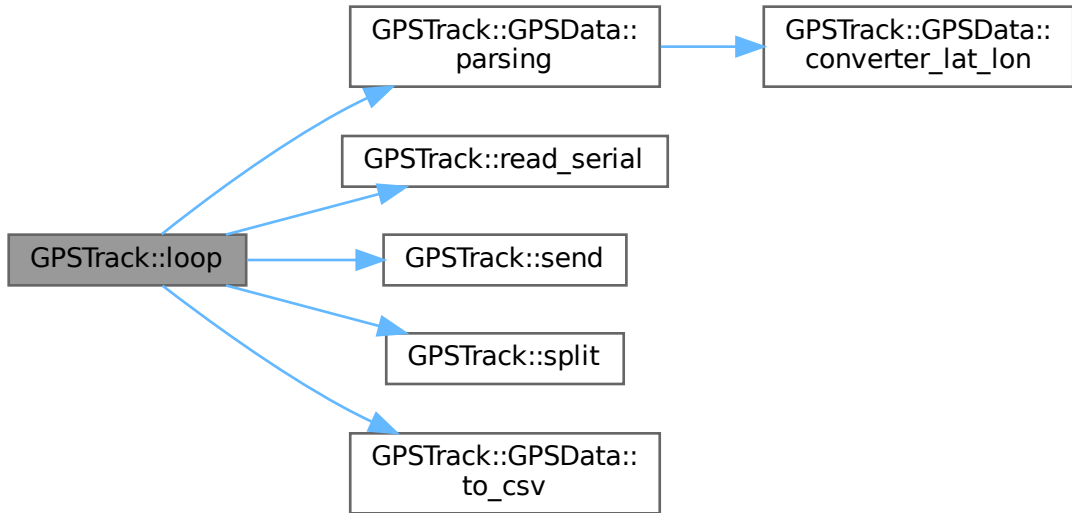 GPSTrack::GPSData::
parsing
GPSTrack::GPSData::
converter_lat_lon
GPSTrack::read_serial
GPSTrack::loop
GPSTrack::send
GPSTrack::split
GPSTrack::GPSData::
to_csv